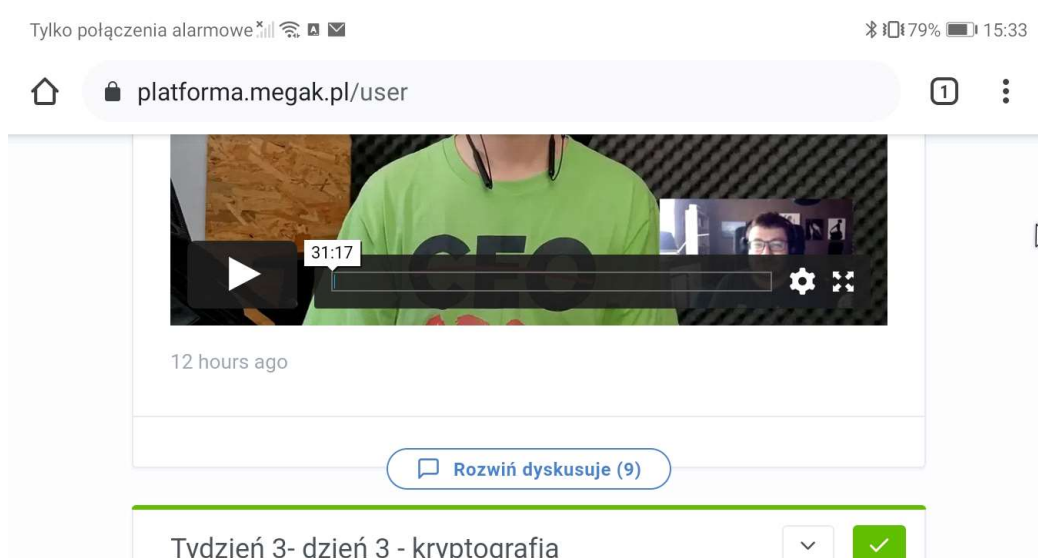 Tylko połączenia alarmowe 79% 15:33
platforma.megak.pl/user 1
31:17
CEO
12 hours ago
Rozwiń dyskusuje (9)
Tydzień 3- dzień 3 - kryptografia